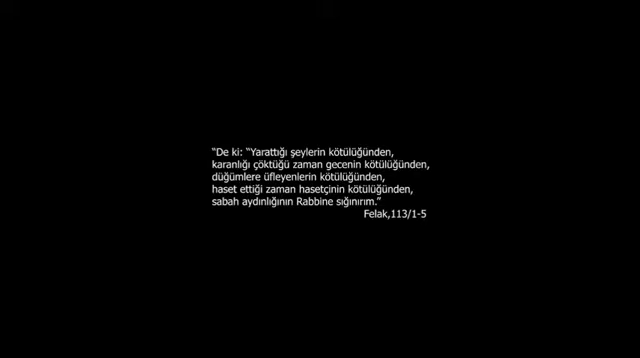 “De ki: “Yarattığı şeylerin kötülüğünden,
karanlığı çöktüğü zaman gecenin kötülüğünden,
düğümlere üfleyenlerin kötülüğünden,
haset ettiği zaman hasetçinin kötülüğünden,
sabah aydınlığının Rabbine sığınırım.”
Felak,113/1-5